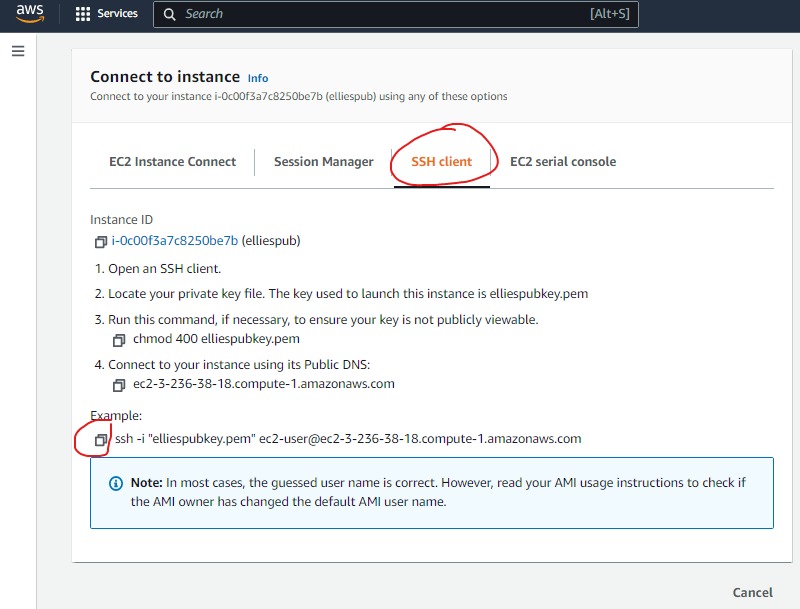 aws Services Search [Alt+S]
Connect to instance Info
Connect to your instance i-0c00f3a7c8250be7b (elliespub) using any of these options
EC2 Instance Connect Session Manager SSH client EC2 serial console
Instance ID
i-0c00f3a7c8250be7b (elliespub)
1. Open an SSH client.
2. Locate your private key file. The key used to launch this instance is elliespubkey.pem
3. Run this command, if necessary, to ensure your key is not publicly viewable.
chmod 400 elliespubkey.pem
4. Connect to your instance using its Public DNS:
ec2-3-236-38-18.compute-1.amazonaws.com
Example:
ssh -i "elliespubkey.pem" ec2-user@ec2-3-236-38-18.compute-1.amazonaws.com
Note: In most cases, the guessed user name is correct. However, read your AMI usage instructions to check if
the AMI owner has changed the default AMI user name.
Cancel